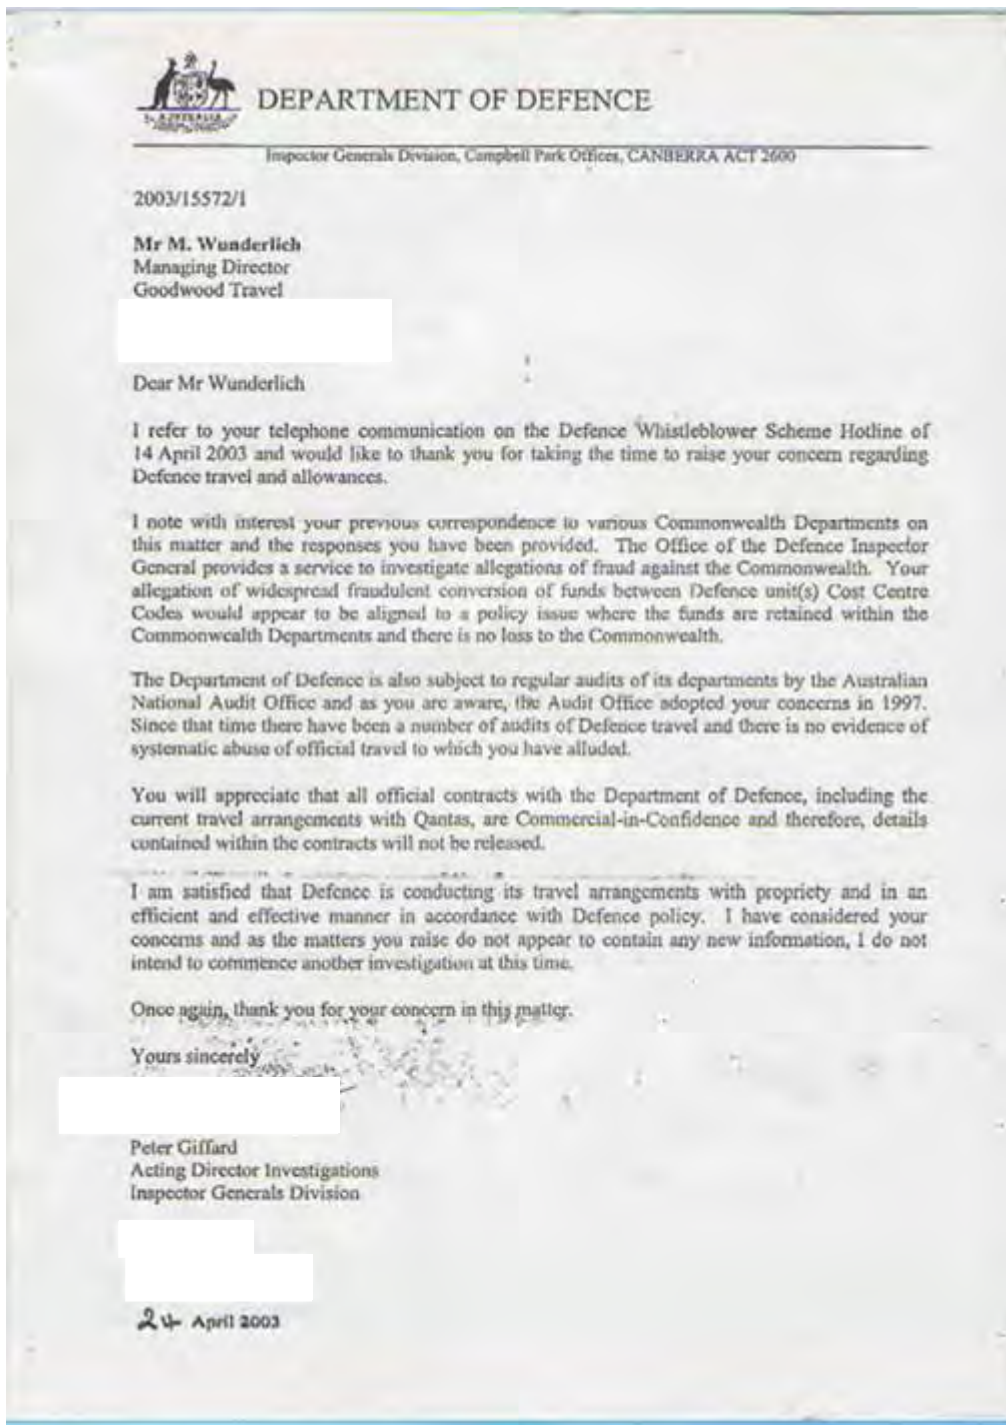 AUSTRALIA
DEPARTMENT OF DEFENCE
Inspector Generals Division, Campbell Park Offices, CANBERRA ACT 2600
2003/15572/1
Mr M. Wunderlich
Managing Director
Goodwood Travel
Dear Mr Wunderlich
I refer to your telephone communication on the Defence Whistleblower Scheme Hotline of
14 April 2003 and would like to thank you for taking the time to raise your concern regarding
Defence travel and allowances.
I note with interest your previous correspondence to various Commonwealth Departments on
this matter and the responses you have been provided. The Office of the Defence Inspector
General provides a service to investigate allegations of fraud against the Commonwealth. Your
allegation of widespread fraudulent conversion of funds between Defence unit(s) Cost Centre
Codes would appear to be aligned to a policy issue where the funds are retained within the
Commonwealth Departments and there is no loss to the Commonwealth.
The Department of Defence is also subject to regular audits of its departments by the Australian
National Audit Office and as you are aware, the Audit Office adopted your concerns in 1997.
Since that time there have been a number of audits of Defence travel and there is no evidence of
systematic abuse of official travel to which you have alluded.
You will appreciate that all official contracts with the Department of Defence, including the
current travel arrangements with Qantas, are Commercial-in-Confidence and therefore, details
contained within the contracts will not be released.
I am satisfied that Defence is conducting its travel arrangements with propriety and in an
efficient and effective manner in accordance with Defence policy. I have considered your
concerns and as the matters you raise do not appear to contain any new information, I do not
intend to commence another investigation at this time.
Once again, thank you for your concern in this matter.
Yours sincerely
Peter Giffard
Acting Director Investigations
Inspector Generals Division
24 April 2003